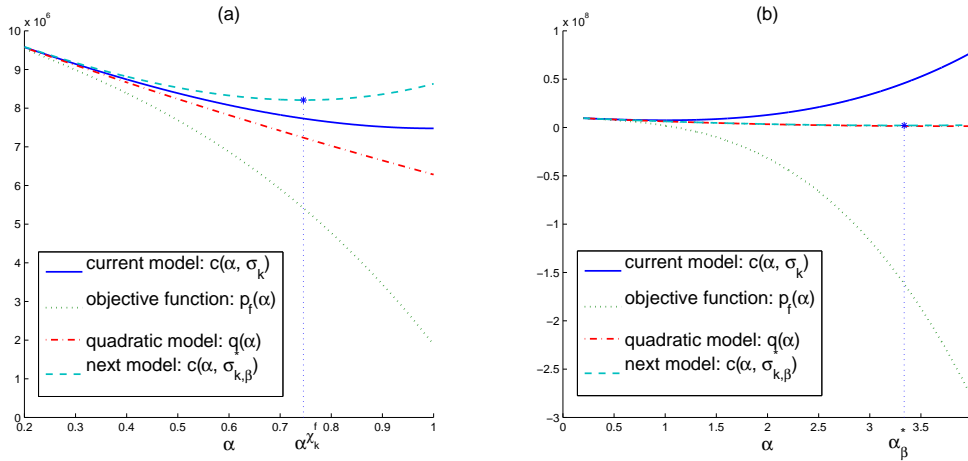 (a)
x 10^6
10
9
8
7
6
5
4
3
2
1
0
current model: c(α, σ_k)
objective function: p_f(α)
quadratic model: q(α)
next model: c(α, σ^*_{k,β})
0.2 0.3 0.4 0.5 0.6 0.7 0.8 0.9 1
α
α^{χ_k^f}
(b)
x 10^8
1
0.5
0
−0.5
−1
−1.5
−2
−2.5
−3
current model: c(α, σ_k)
objective function: p_f(α)
quadratic model: q(α)
next model: c(α, σ^*_{k,β})
0 0.5 1 1.5 2 2.5 3 3.5
α
α^*_β